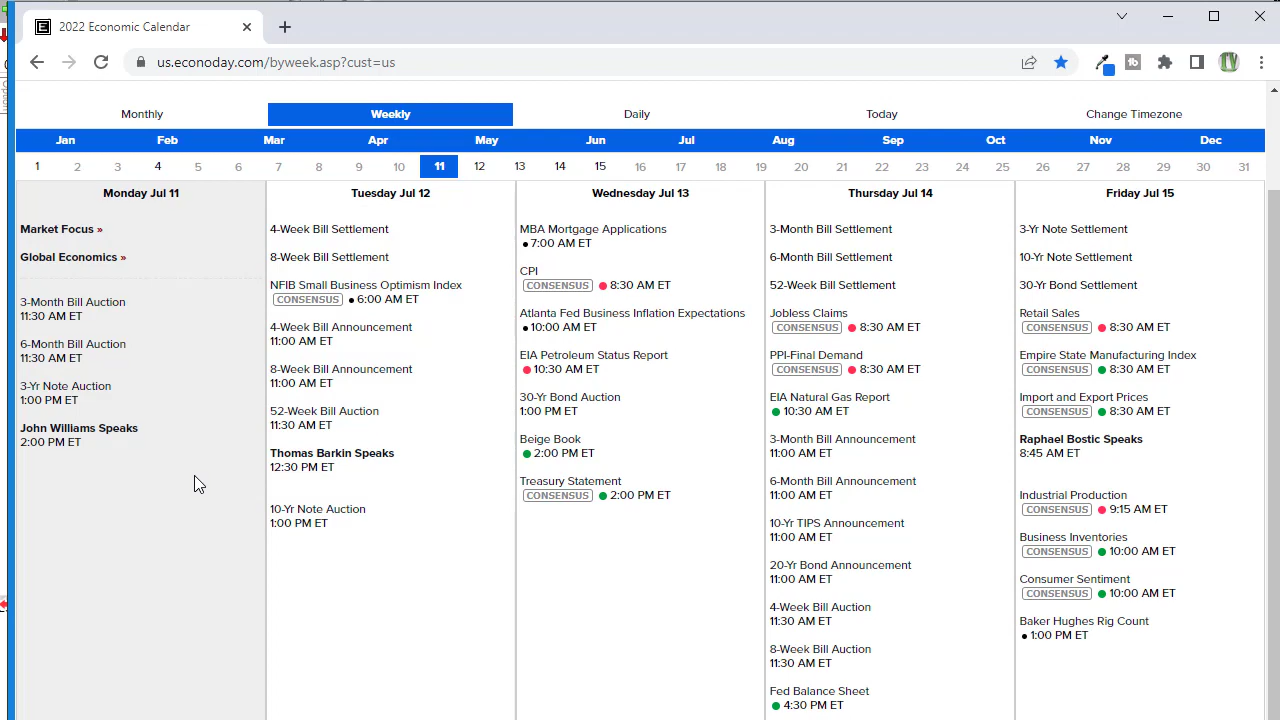 2022 Economic Calendar
us.econoday.com/byweek.asp?cust=us
Monthly Weekly Daily Today Change Timezone
Jan Feb Mar Apr May Jun Jul Aug Sep Oct Nov Dec
1 2 3 4 5 6 7 8 9 10 11 12 13 14 15 16 17 18 19 20 21 22 23 24 25 26 27 28 29 30 31
Monday Jul 11
Market Focus »
Global Economics »
3-Month Bill Auction
11:30 AM ET
6-Month Bill Auction
11:30 AM ET
3-Yr Note Auction
1:00 PM ET
John Williams Speaks
2:00 PM ET
Tuesday Jul 12
4-Week Bill Settlement
8-Week Bill Settlement
NFIB Small Business Optimism Index
CONSENSUS 6:00 AM ET
4-Week Bill Announcement
11:00 AM ET
8-Week Bill Announcement
11:00 AM ET
52-Week Bill Auction
11:30 AM ET
Thomas Barkin Speaks
12:30 PM ET
10-Yr Note Auction
1:00 PM ET
Wednesday Jul 13
MBA Mortgage Applications
7:00 AM ET
CPI
CONSENSUS 8:30 AM ET
Atlanta Fed Business Inflation Expectations
10:00 AM ET
EIA Petroleum Status Report
10:30 AM ET
30-Yr Bond Auction
1:00 PM ET
Beige Book
2:00 PM ET
Treasury Statement
CONSENSUS 2:00 PM ET
Thursday Jul 14
3-Month Bill Settlement
6-Month Bill Settlement
52-Week Bill Settlement
Jobless Claims
CONSENSUS 8:30 AM ET
PPI-Final Demand
CONSENSUS 8:30 AM ET
EIA Natural Gas Report
10:30 AM ET
3-Month Bill Announcement
11:00 AM ET
6-Month Bill Announcement
11:00 AM ET
10-Yr TIPS Announcement
11:00 AM ET
20-Yr Bond Announcement
11:00 AM ET
4-Week Bill Auction
11:30 AM ET
8-Week Bill Auction
11:30 AM ET
Fed Balance Sheet
4:30 PM ET
Friday Jul 15
3-Yr Note Settlement
10-Yr Note Settlement
30-Yr Bond Settlement
Retail Sales
CONSENSUS 8:30 AM ET
Empire State Manufacturing Index
CONSENSUS 8:30 AM ET
Import and Export Prices
CONSENSUS 8:30 AM ET
Raphael Bostic Speaks
8:45 AM ET
Industrial Production
CONSENSUS 9:15 AM ET
Business Inventories
CONSENSUS 10:00 AM ET
Consumer Sentiment
CONSENSUS 10:00 AM ET
Baker Hughes Rig Count
1:00 PM ET